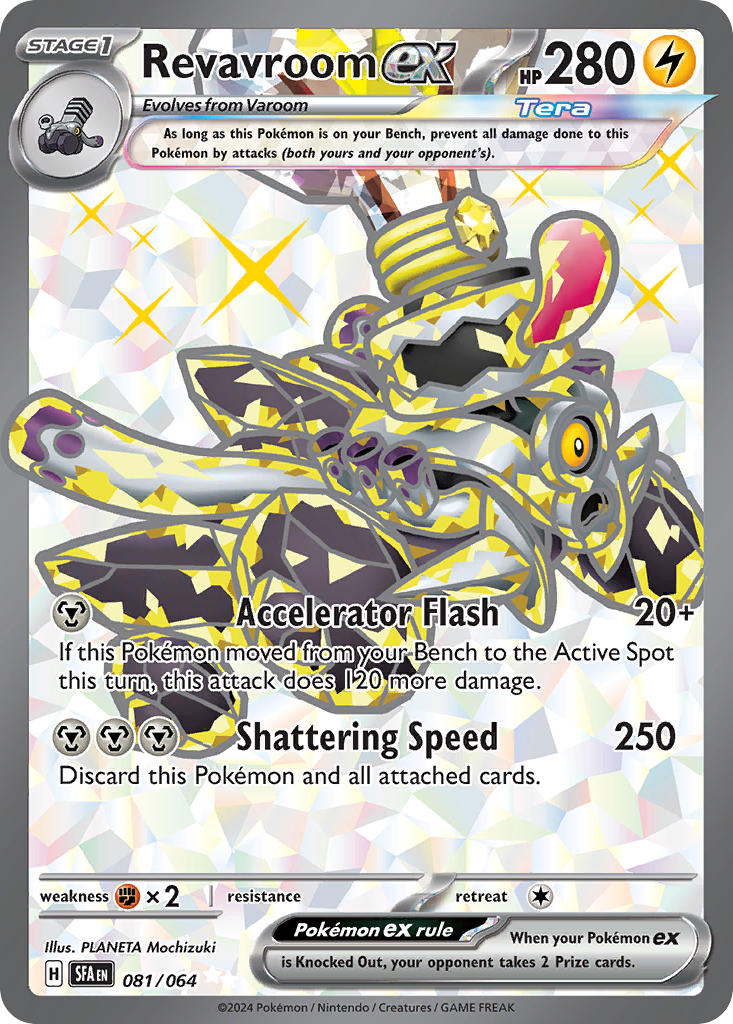 STAGE 1
Revavroom ex HP 280
Evolves from Varoom
Tera
As long as this Pokémon is on your Bench, prevent all damage done to this
Pokémon by attacks (both yours and your opponent's).
Accelerator Flash 20+
If this Pokémon moved from your Bench to the Active Spot
this turn, this attack does 120 more damage.
Shattering Speed 250
Discard this Pokémon and all attached cards.
weakness ×2 resistance retreat
Illus. PLANETA Mochizuki
Pokémon ex rule
When your Pokémon ex
is Knocked Out, your opponent takes 2 Prize cards.
H SFA EN 081/064
©2024 Pokémon / Nintendo / Creatures / GAME FREAK